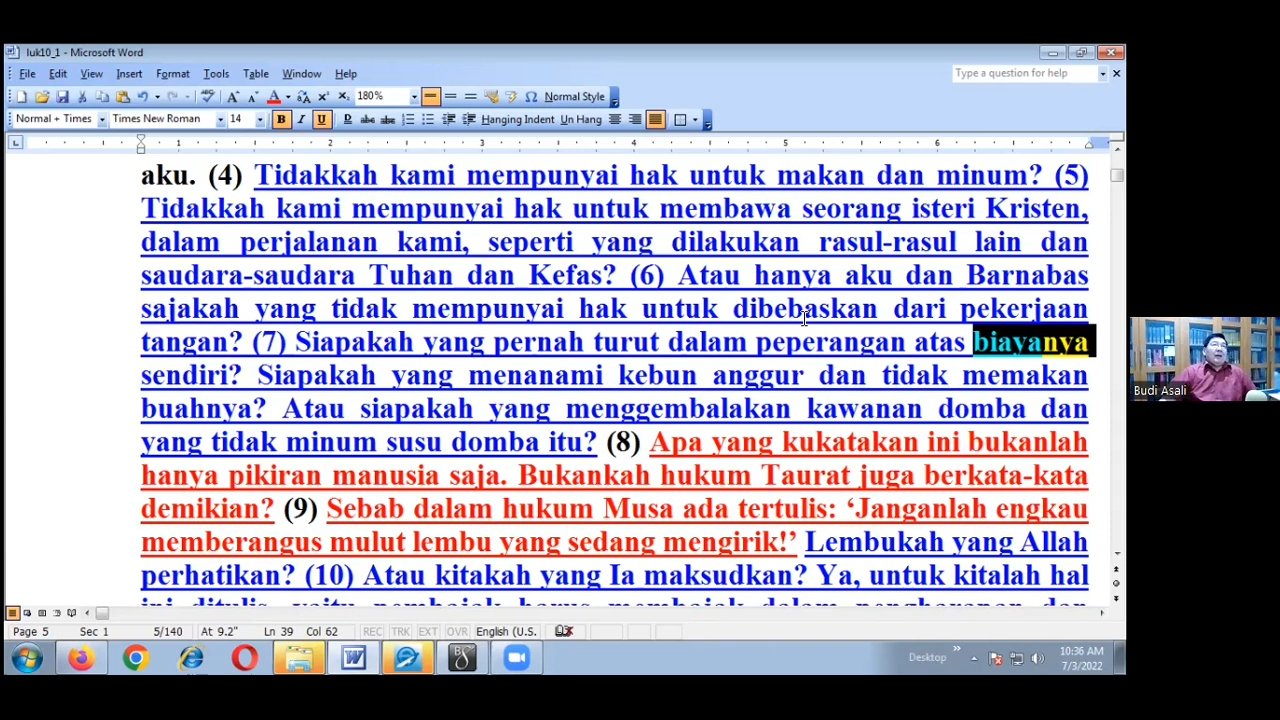 luk10_1 - Microsoft Word
File Edit View Insert Format Tools Table Window Help
Type a question for help
180%
Normal Style
Normal + Times Times New Roman 14 B I U
Hanging Indent Un Hang
1 2 3 4 5 6
aku. (4) Tidakkah kami mempunyai hak untuk makan dan minum? (5)
Tidakkah kami mempunyai hak untuk membawa seorang isteri Kristen,
dalam perjalanan kami, seperti yang dilakukan rasul-rasul lain dan
saudara-saudara Tuhan dan Kefas? (6) Atau hanya aku dan Barnabas
sajakah yang tidak mempunyai hak untuk dibebaskan dari pekerjaan
tangan? (7) Siapakah yang pernah turut dalam peperangan atas biayanya
sendiri? Siapakah yang menanami kebun anggur dan tidak memakan
buahnya? Atau siapakah yang menggembalakan kawanan domba dan
yang tidak minum susu domba itu? (8) Apa yang kukatakan ini bukanlah
hanya pikiran manusia saja. Bukankah hukum Taurat juga berkata-kata
demikian? (9) Sebab dalam hukum Musa ada tertulis: ‘Janganlah engkau
memberangus mulut lembu yang sedang mengirik!’ Lembukah yang Allah
perhatikan? (10) Atau kitakah yang Ia maksudkan? Ya, untuk kitalah hal
Budi Asali
Page 5 Sec 1 5/140 At 9.2" Ln 39 Col 62 REC TRK EXT OVR English (U.S.
Desktop
10:36 AM
7/3/2022